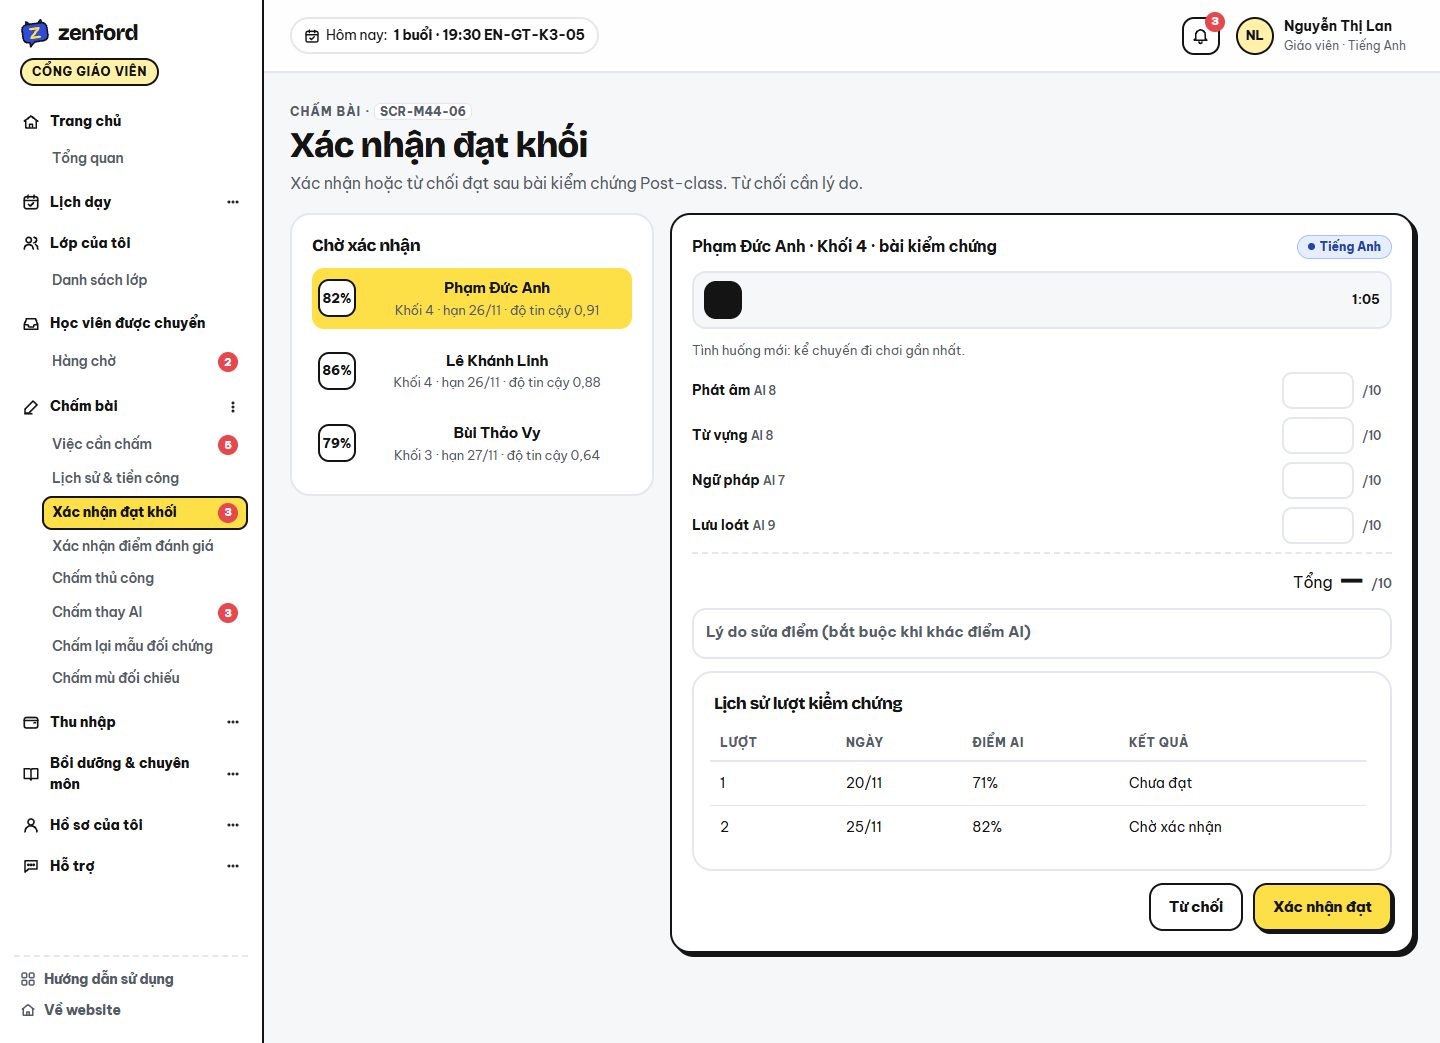 zenford
CỔNG GIÁO VIÊN
Trang chủ
Tổng quan
Lịch dạy
Lớp của tôi
Danh sách lớp
Học viên được chuyển
Hàng chờ 2
Chấm bài
Việc cần chấm 5
Lịch sử & tiền công
Xác nhận đạt khối 3
Xác nhận điểm đánh giá
Chấm thủ công
Chấm thay AI 3
Chấm lại mẫu đối chứng
Chấm mù đối chiếu
Thu nhập
Bồi dưỡng & chuyên
môn
Hồ sơ của tôi
Hỗ trợ
Hướng dẫn sử dụng
Về website
Hôm nay: 1 buổi · 19:30 EN-GT-K3-05
3
NL
Nguyễn Thị Lan
Giáo viên · Tiếng Anh
CHẤM BÀI · SCR-M44-06
Xác nhận đạt khối
Xác nhận hoặc từ chối đạt sau bài kiểm chứng Post-class. Từ chối cần lý do.
Chờ xác nhận
82% Phạm Đức Anh
Khối 4 · hạn 26/11 · độ tin cậy 0,91
86% Lê Khánh Linh
Khối 4 · hạn 26/11 · độ tin cậy 0,88
79% Bùi Thảo Vy
Khối 3 · hạn 27/11 · độ tin cậy 0,64
Phạm Đức Anh · Khối 4 · bài kiểm chứng
Tiếng Anh
1:05
Tình huống mới: kể chuyến đi chơi gần nhất.
Phát âm AI 8 /10
Từ vựng AI 8 /10
Ngữ pháp AI 7 /10
Lưu loát AI 9 /10
Tổng — /10
Lý do sửa điểm (bắt buộc khi khác điểm AI)
Lịch sử lượt kiểm chứng
LƯỢT NGÀY ĐIỂM AI KẾT QUẢ
1 20/11 71% Chưa đạt
2 25/11 82% Chờ xác nhận
Từ chối
Xác nhận đạt